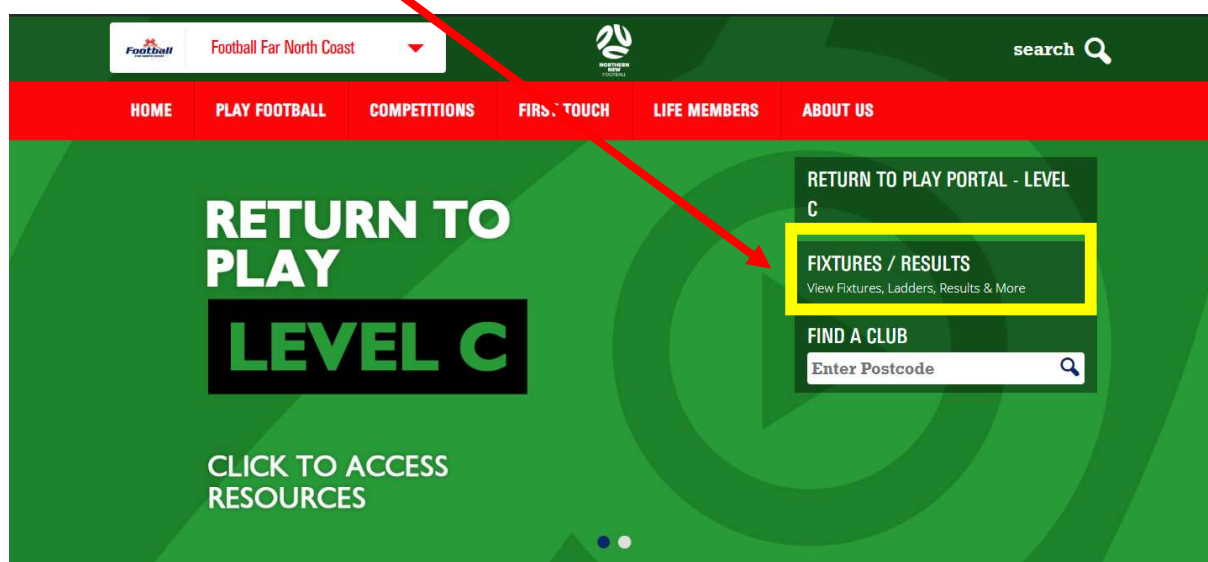 Football
Football Far North Coast
NORTHERN
NSW
FOOTBALL
search
HOME
PLAY FOOTBALL
COMPETITIONS
FIRST TOUCH
LIFE MEMBERS
ABOUT US
RETURN TO
PLAY
LEVEL C
CLICK TO ACCESS
RESOURCES
RETURN TO PLAY PORTAL - LEVEL
C
FIXTURES / RESULTS
View Fixtures, Ladders, Results & More
FIND A CLUB
Enter Postcode